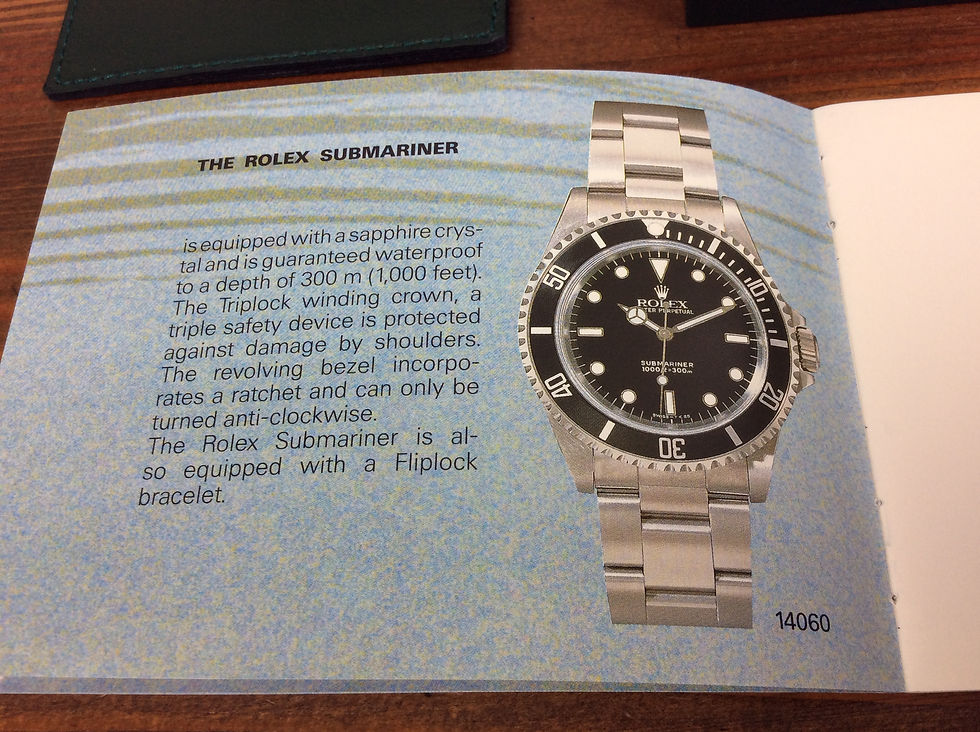 THE ROLEX SUBMARINER
is equipped with a sapphire crys-
tal and is guaranteed waterproof
to a depth of 300 m (1,000 feet).
The Triplock winding crown, a
triple safety device is protected
against damage by shoulders.
The revolving bezel incorpo-
rates a ratchet and can only be
turned anti-clockwise.
The Rolex Submariner is al-
so equipped with a Fliplock
bracelet.
10
20
30
40
50
ROLEX
PERPETUAL
SUBMARINER
14060